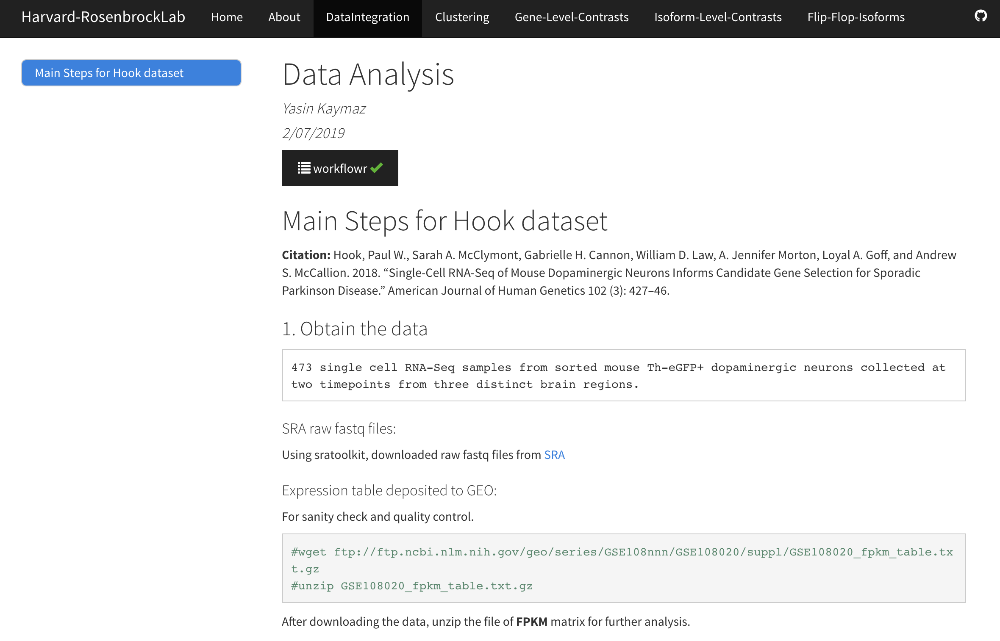 Harvard-RosenbrockLab Home About DataIntegration Clustering Gene-Level-Contrasts Isoform-Level-Contrasts Flip-Flop-Isoforms
Main Steps for Hook dataset
Data Analysis
Yasin Kaymaz
2/07/2019
workflowr
Main Steps for Hook dataset
Citation: Hook, Paul W., Sarah A. McClymont, Gabrielle H. Cannon, William D. Law, A. Jennifer Morton, Loyal A. Goff, and Andrew
S. McCallion. 2018. “Single-Cell RNA-Seq of Mouse Dopaminergic Neurons Informs Candidate Gene Selection for Sporadic
Parkinson Disease.” American Journal of Human Genetics 102 (3): 427–46.
1. Obtain the data
473 single cell RNA-Seq samples from sorted mouse Th-eGFP+ dopaminergic neurons collected at
two timepoints from three distinct brain regions.
SRA raw fastq files:
Using sratoolkit, downloaded raw fastq files from SRA
Expression table deposited to GEO:
For sanity check and quality control.
#wget ftp://ftp.ncbi.nlm.nih.gov/geo/series/GSE108nnn/GSE108020/suppl/GSE108020_fpkm_table.tx
t.gz
#unzip GSE108020_fpkm_table.txt.gz
After downloading the data, unzip the file of FPKM matrix for further analysis.